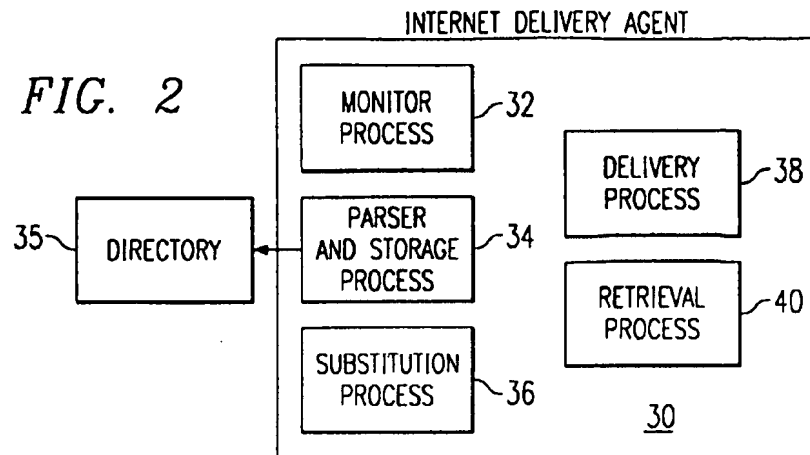 INTERNET DELIVERY AGENT
FIG. 2
MONITOR
PROCESS
32
DELIVERY
PROCESS
38
35
DIRECTORY
PARSER
AND STORAGE
PROCESS
34
RETRIEVAL
PROCESS
40
SUBSTITUTION
PROCESS
36
30